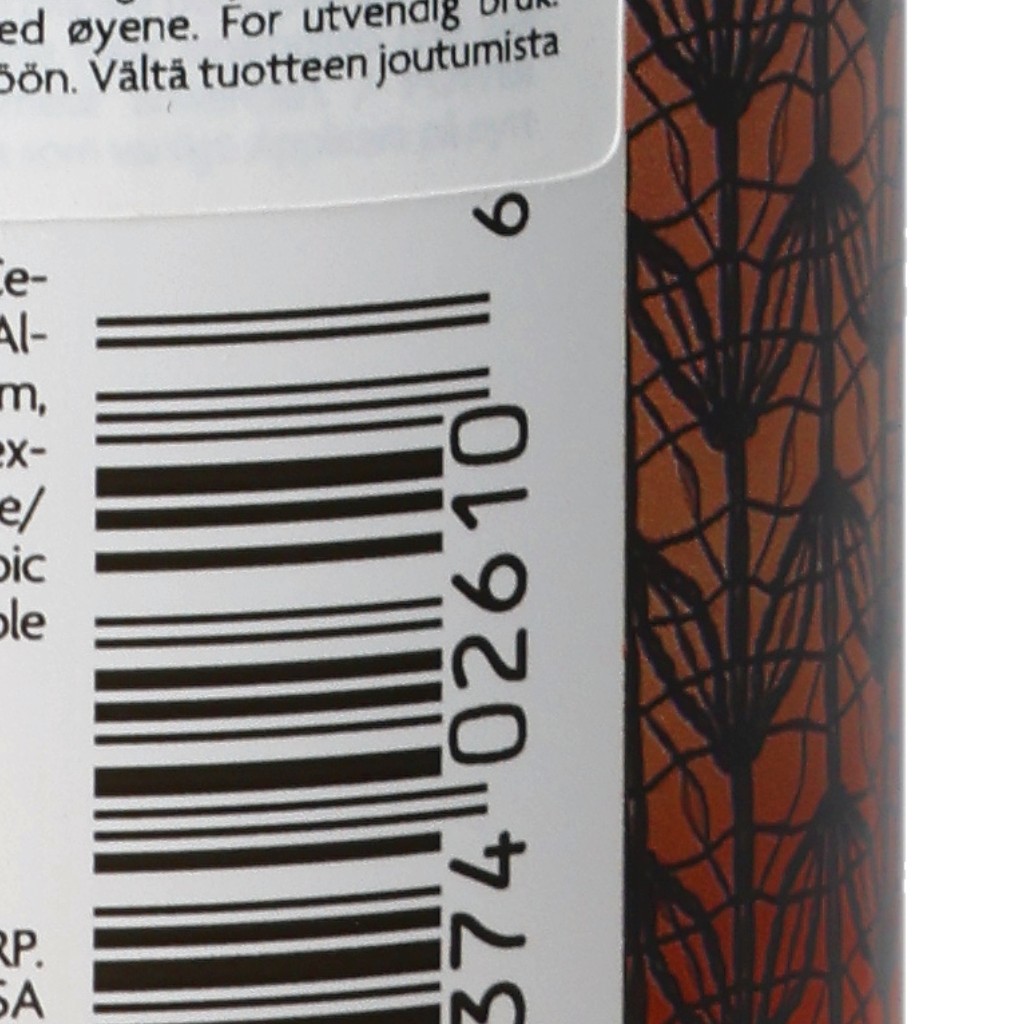 ed øyene. For utvendig bruk.
öön. Vältä tuotteen joutumista
Ce-
Al-
m,
ex-
e/
bic
ble
RP.
SA
374 02610 6